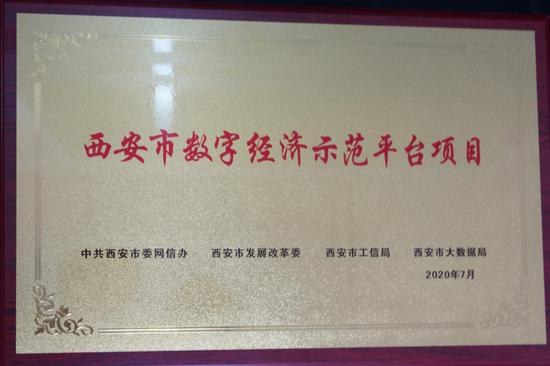 西安市数字经济示范平台项目
中共西安市委网信办 西安市发展改革委 西安市工信局 西安市大数据局
2020年7月